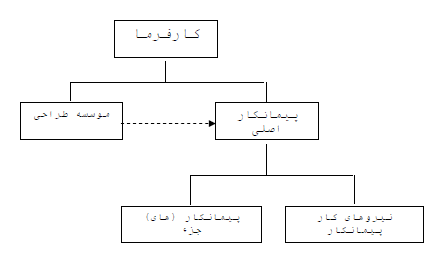 کارفرما
موسسه طراحی
پیمانکار
اصلی
پیمانکار (های)
جزء
نیروهای کار
پیمانکار